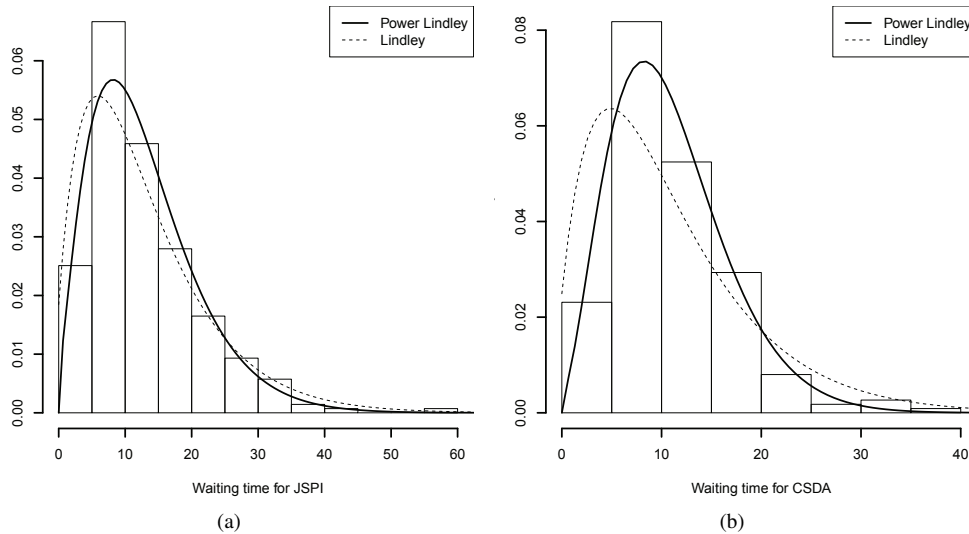 Power Lindley
Lindley
0.00 0.01 0.02 0.03 0.04 0.05 0.06
0 10 20 30 40 50 60
Waiting time for JSPI
(a)
Power Lindley
Lindley
0.00 0.02 0.04 0.06 0.08
0 10 20 30 40
Waiting time for CSDA
(b)